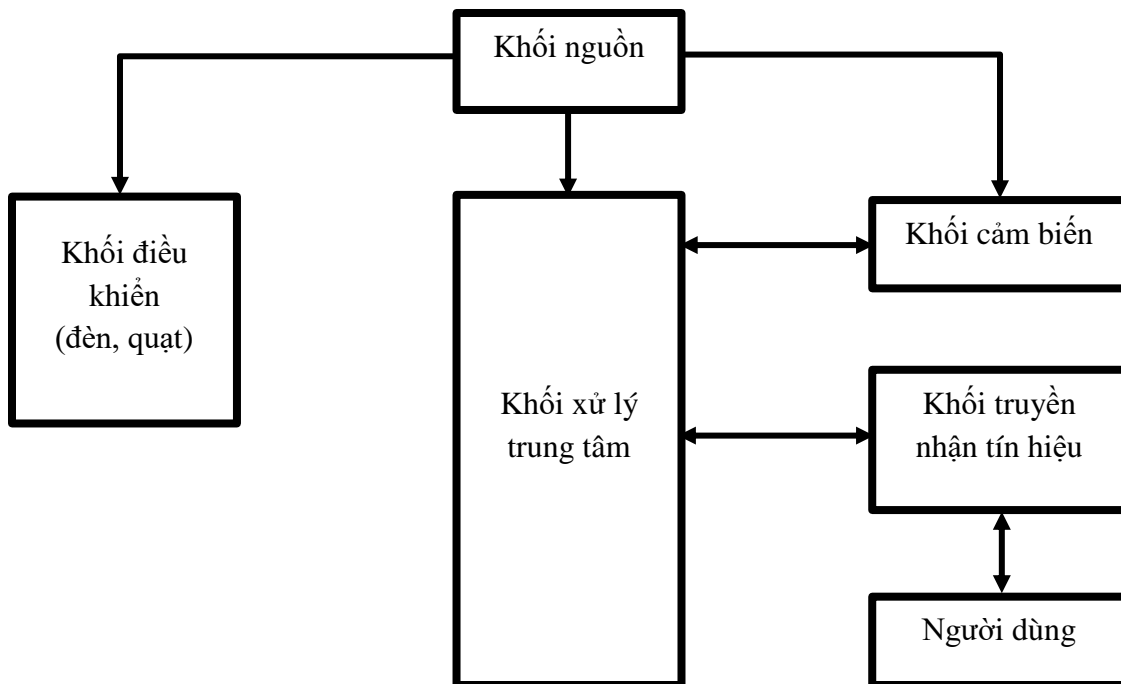 Khối nguồn
Khối điều
khiển
(đèn, quạt)
Khối xử lý
trung tâm
Khối cảm biến
Khối truyền
nhận tín hiệu
Người dùng